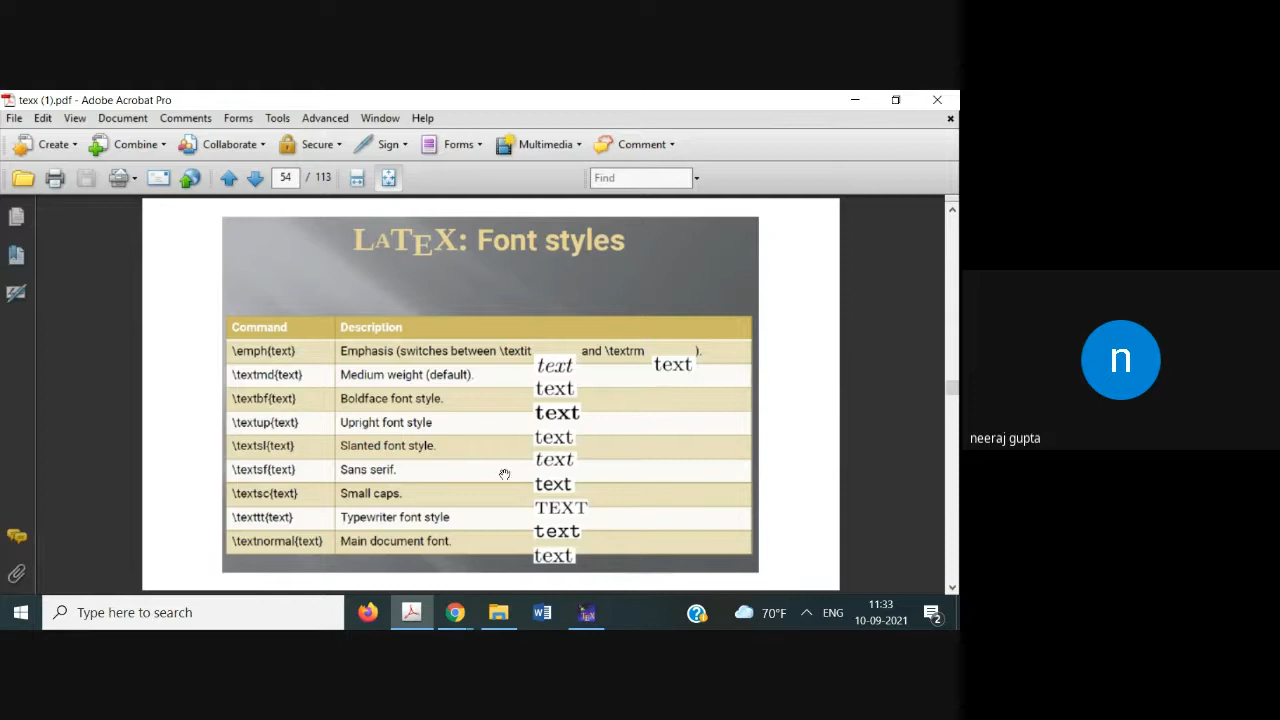 texx (1).pdf - Adobe Acrobat Pro
File Edit View Document Comments Forms Tools Advanced Window Help
Create Combine Collaborate Secure Sign Forms Multimedia Comment
54 / 113 Find
LATEX: Font styles
Command Description
\emph{text} Emphasis (switches between \textit text and \textrm text ).
\textmd{text} Medium weight (default). text
\textbf{text} Boldface font style. text
\textup{text} Upright font style text
\textsl{text} Slanted font style. text
\textsf{text} Sans serif. text
\textsc{text} Small caps. TEXT
\texttt{text} Typewriter font style text
\textnormal{text} Main document font. text
n
neeraj gupta
Type here to search
70°F ENG
11:33
10-09-2021
2